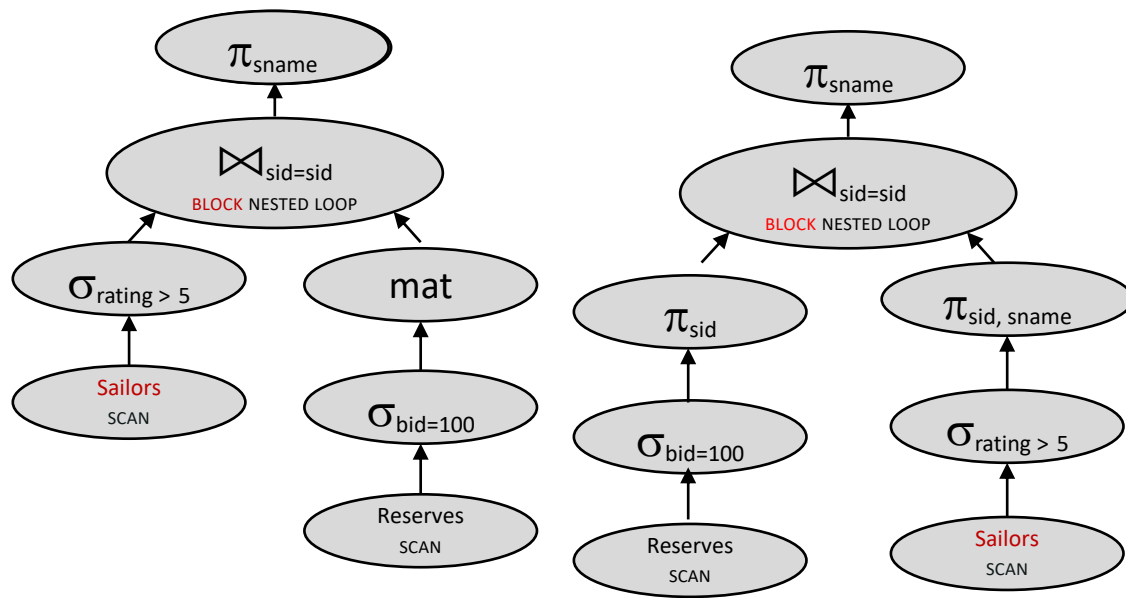 πsname
⋈sid=sid
BLOCK NESTED LOOP
σrating > 5
mat
Sailors
SCAN
σbid=100
Reserves
SCAN
πsname
⋈sid=sid
BLOCK NESTED LOOP
πsid
πsid, sname
σbid=100
σrating > 5
Reserves
SCAN
Sailors
SCAN